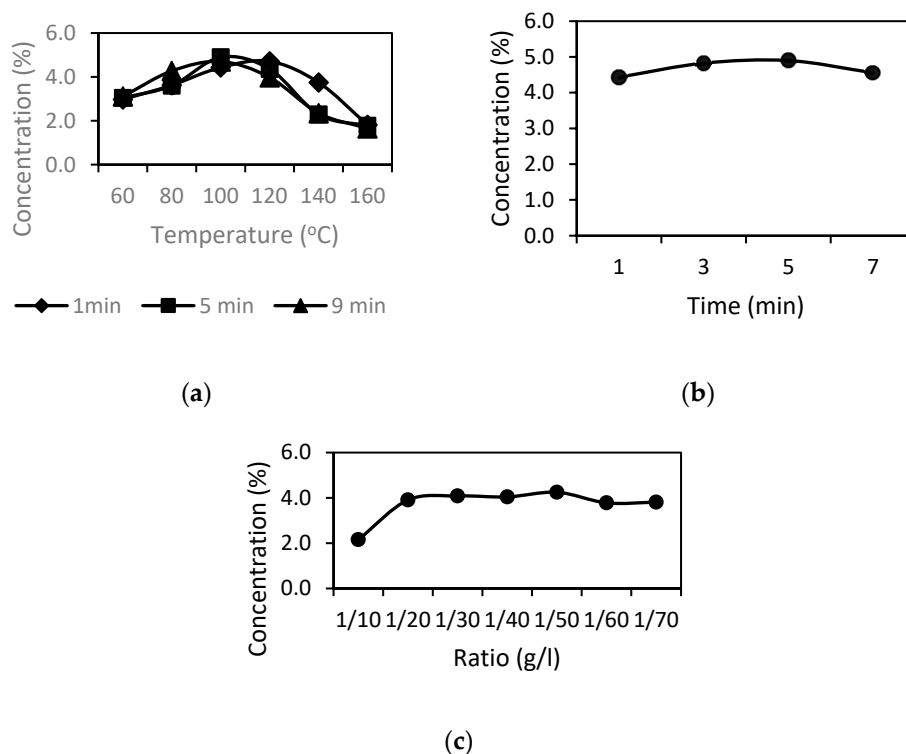 6.0
4.0
2.0
0.0
Concentration (%)
60 80 100 120 140 160
Temperature (°C)
1min 5 min 9 min
(a)
6.0
5.0
4.0
3.0
2.0
1.0
0.0
Concentration (%)
1 3 5 7
Time (min)
(b)
6.0
4.0
2.0
0.0
Concentration (%)
1/10 1/20 1/30 1/40 1/50 1/60 1/70
Ratio (g/l)
(c)